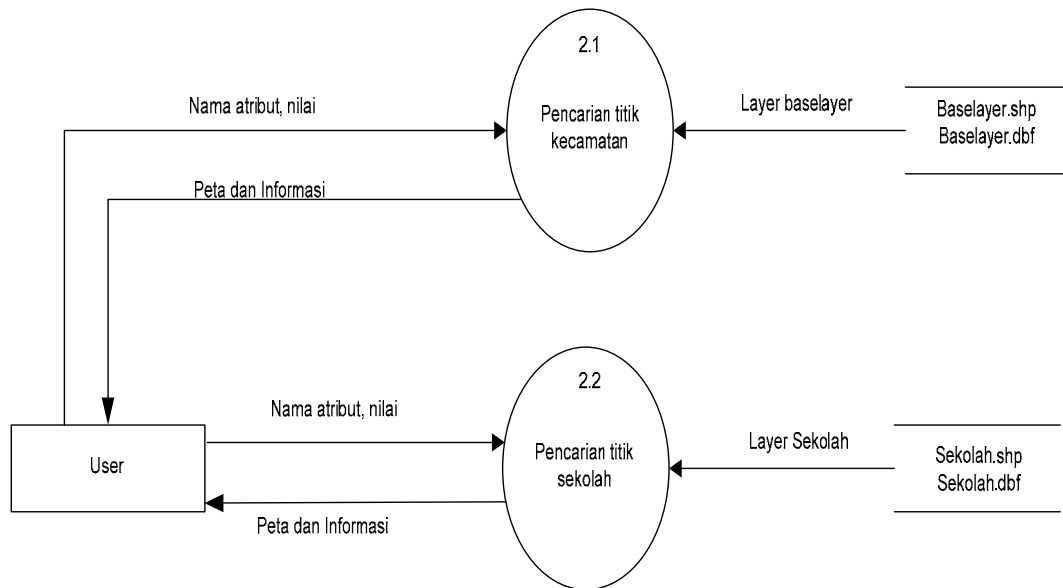 2.1
Nama atribut, nilai
Pencarian titik
kecamatan
Layer baselayer
Baselayer.shp
Baselayer.dbf
Peta dan Informasi
2.2
Nama atribut, nilai
User
Pencarian titik
sekolah
Layer Sekolah
Sekolah.shp
Sekolah.dbf
Peta dan Informasi